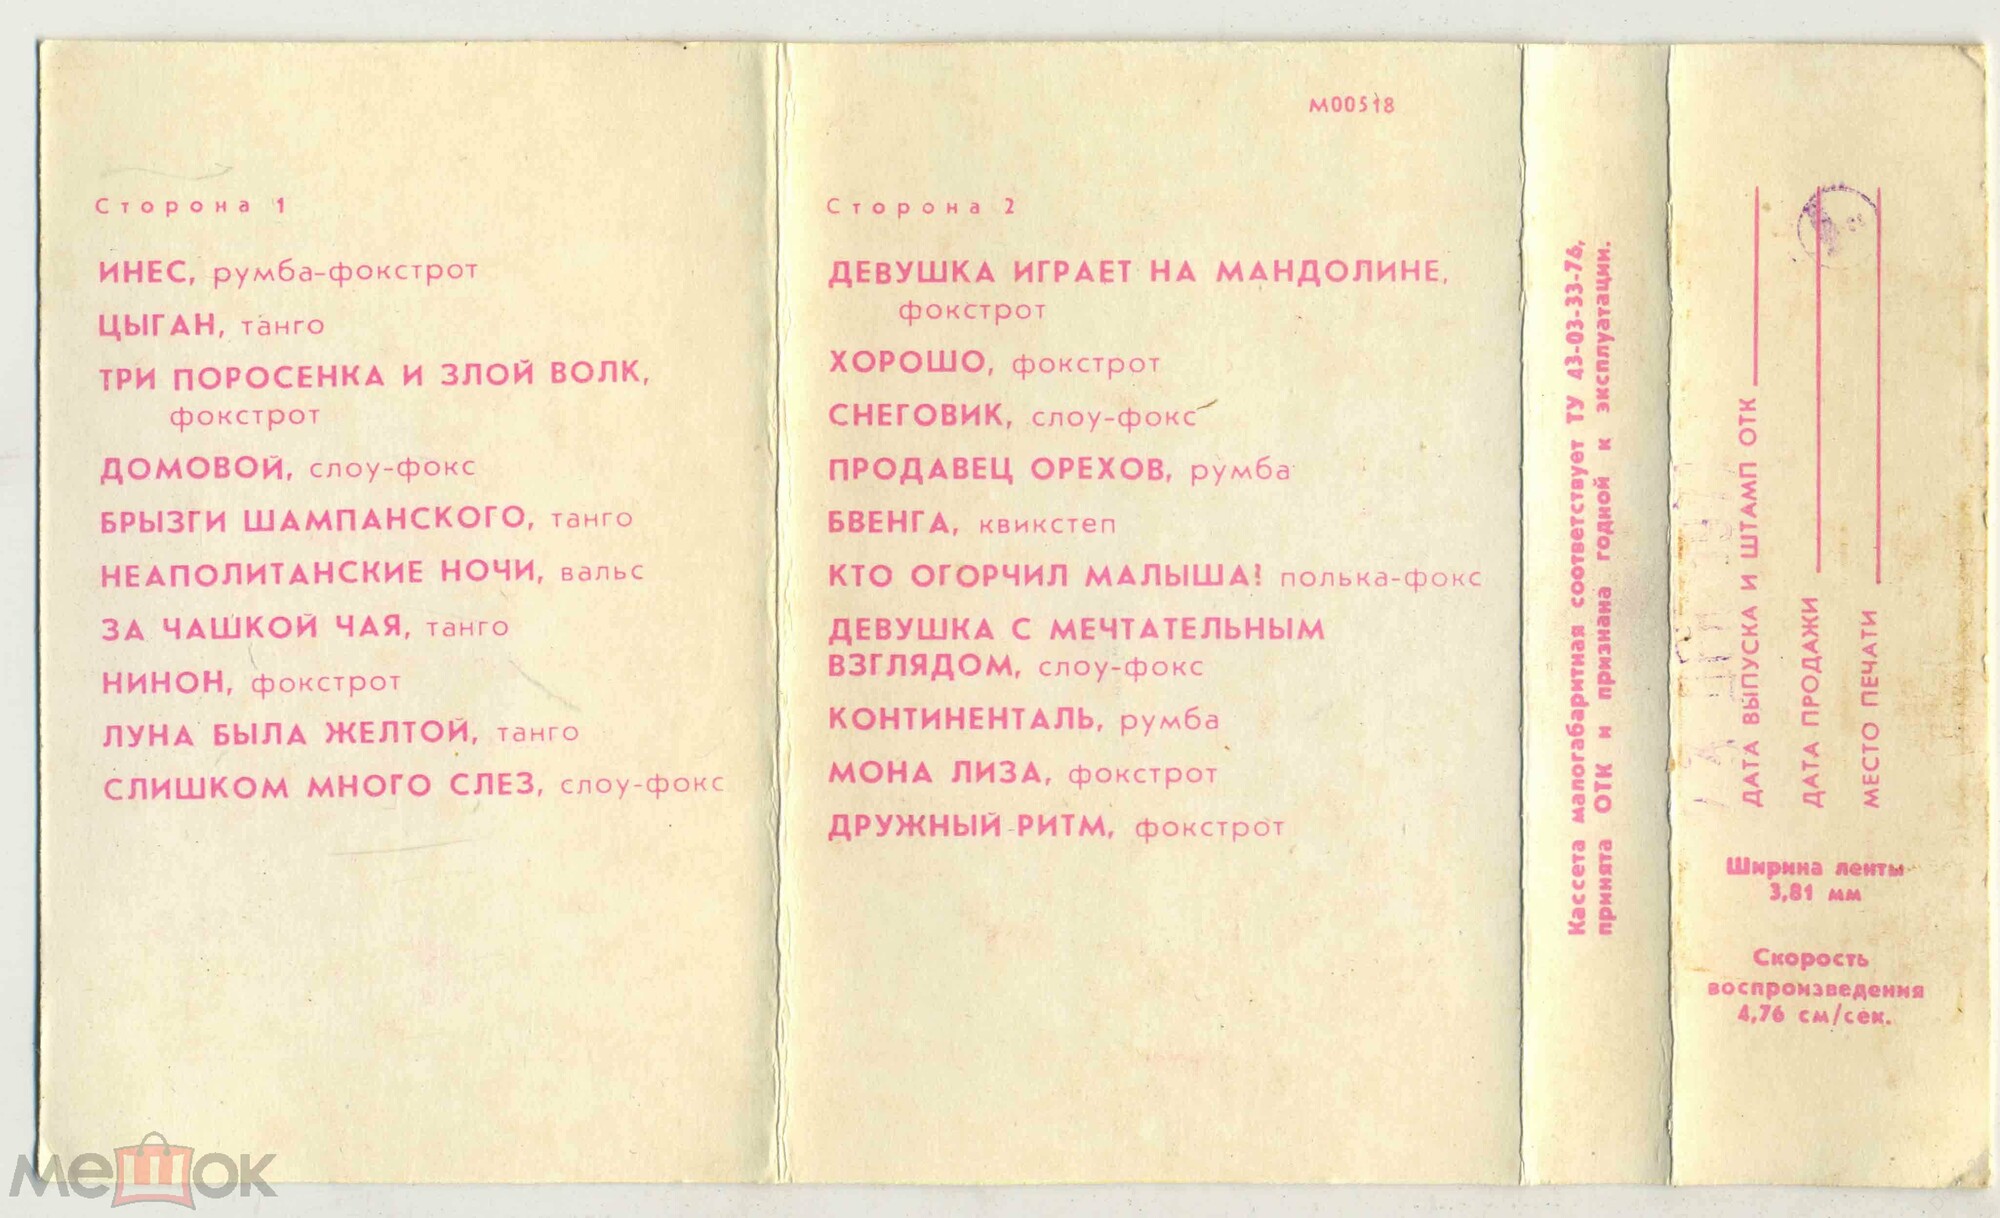 Сторона 1
ИНЕС, румба-фокстрот
ЦЫГАН, танго
ТРИ ПОРОСЕНКА И ЗЛОЙ ВОЛК,
фокстрот
ДОМОВОЙ, слоу-фокс
БРЫЗГИ ШАМПАНСКОГО, танго
НЕАПОЛИТАНСКИЕ НОЧИ, вальс
ЗА ЧАШКОЙ ЧАЯ, танго
НИНОН, фокстрот
ЛУНА БЫЛА ЖЕЛТОЙ, танго
СЛИШКОМ МНОГО СЛЕЗ, слоу-фокс
М00518
Сторона 2
ДЕВУШКА ИГРАЕТ НА МАНДОЛИНЕ,
фокстрот
ХОРОШО, фокстрот
СНЕГОВИК, слоу-фокс
ПРОДАВЕЦ ОРЕХОВ, румба
БВЕНГА, квикстеп
КТО ОГОРЧИЛ МАЛЫША! полька-фокс
ДЕВУШКА С МЕЧТАТЕЛЬНЫМ
ВЗГЛЯДОМ, слоу-фокс
КОНТИНЕНТАЛЬ, румба
МОНА ЛИЗА, фокстрот
ДРУЖНЫЙ РИТМ, фокстрот
Кассета малогабаритная соответствует ТУ 43-03-33-76,
принята ОТК и признана годной к эксплуатации.
ДАТА ВЫПУСКА И ШТАМП ОТК
ДАТА ПРОДАЖИ
МЕСТО ПЕЧАТИ
Ширина ленты
3,81 мм
Скорость
воспроизведения
4,76 см/сек.
мешок